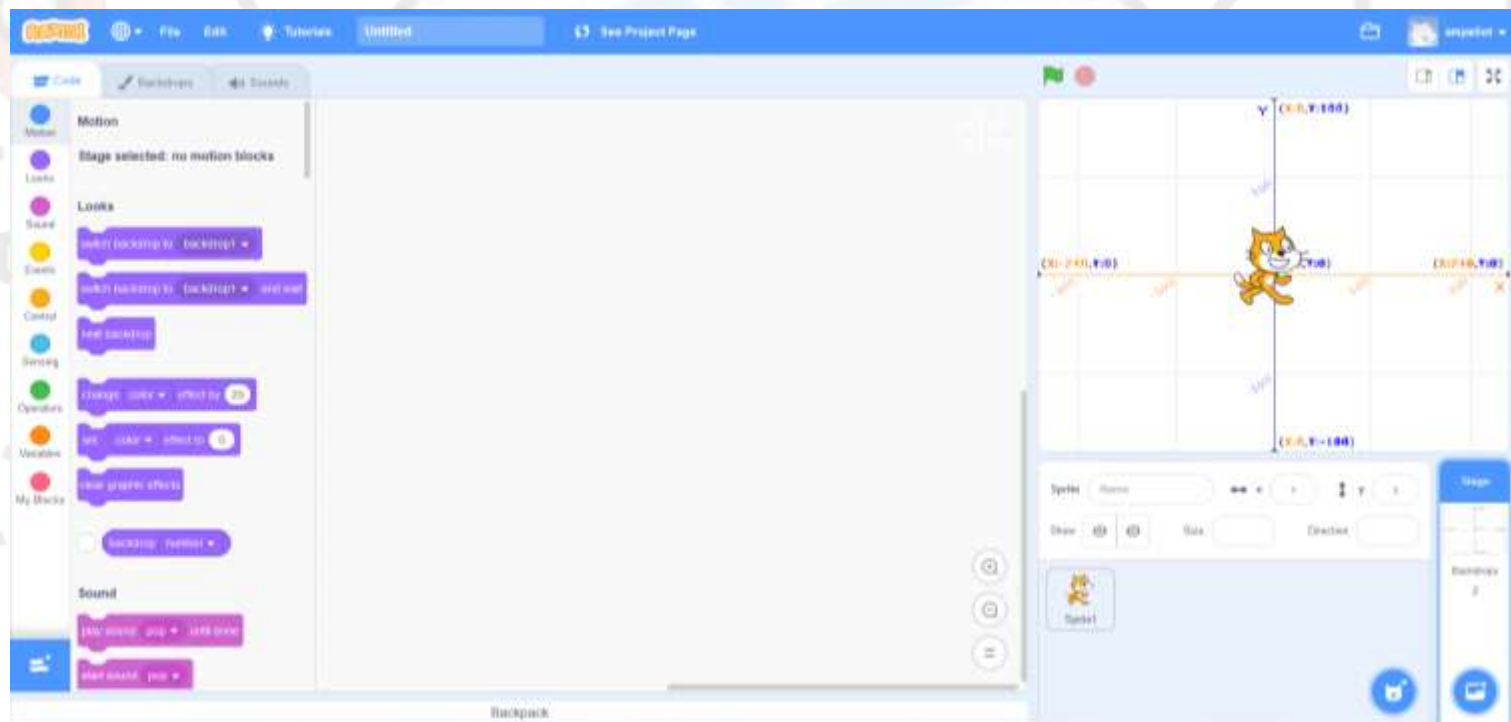 SCRATCH
File Edit Tutorials Untitled See Project Page
Code Backdrops Sounds
Motion
Looks
Sound
Events
Control
Sensing
Operators
Variables
My Blocks
Motion
Stage selected: no motion blocks
Looks
switch backdrop to backdrop1
switch backdrop to backdrop1 and wait
next backdrop
change color effect by 25
set color effect to 0
clear graphic effects
backdrop number
Sound
play sound pop until done
start sound pop
Backpack
Y (X:0,Y:180)
(X:-240,Y:0) ,Y:0) (X:240,Y:0)
X
-100
(X:0,Y:-180)
Sprite Name x y
Show Size Direction
Sprite1
Stage
Backdrops
2